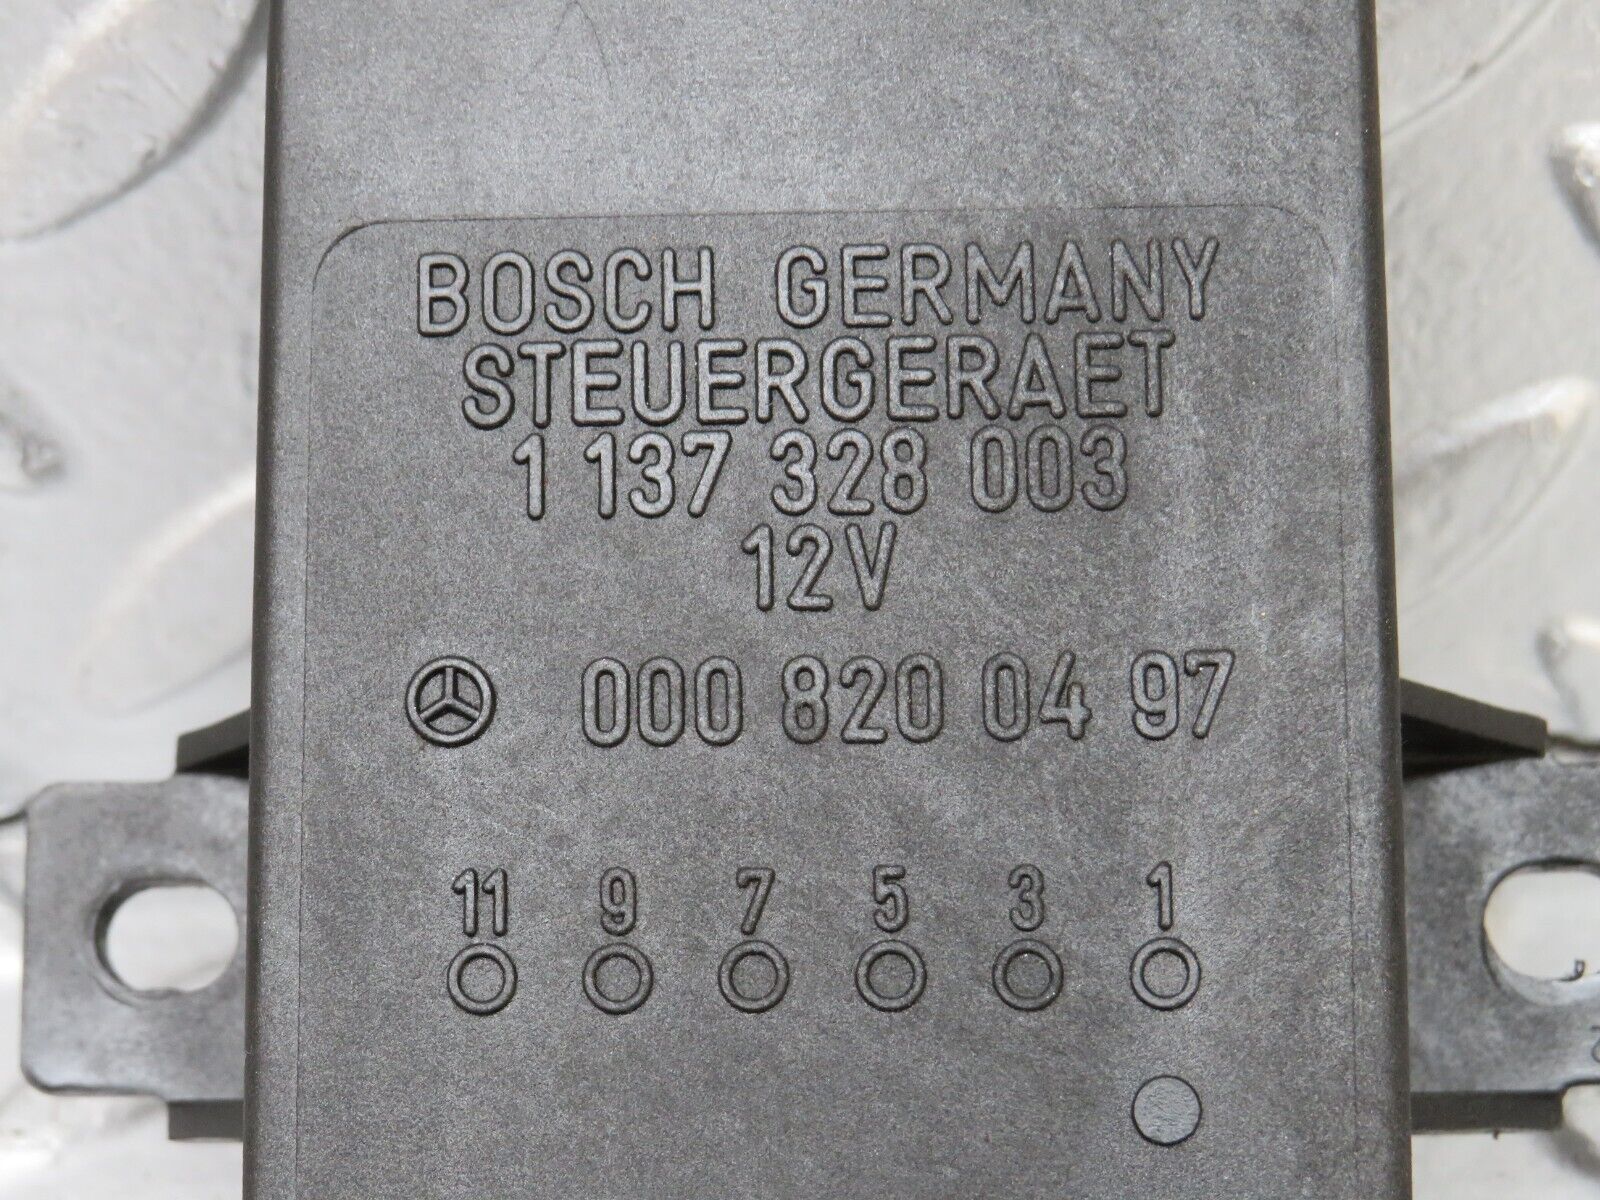 BOSCH GERMANY
STEUERGERAET
1 137 328 003
12V
000 820 04 97
11 9 7 5 3 1